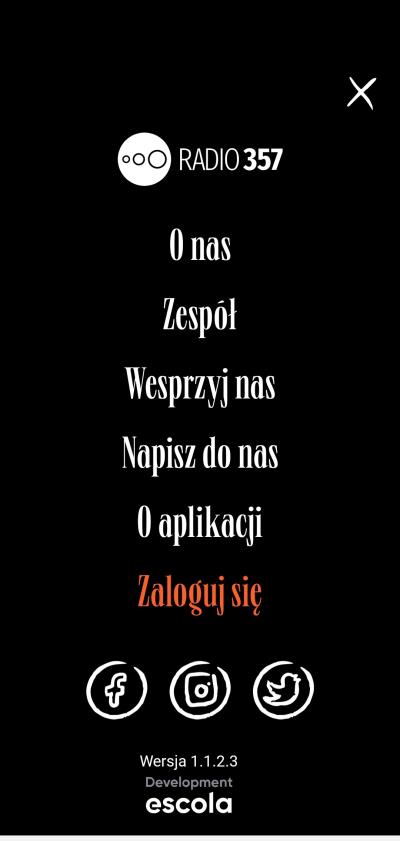 RADIO 357
O nas
Zespół
Wesprzyj nas
Napisz do nas
O aplikacji
Zaloguj się
Wersja 1.1.2.3
Development
escola